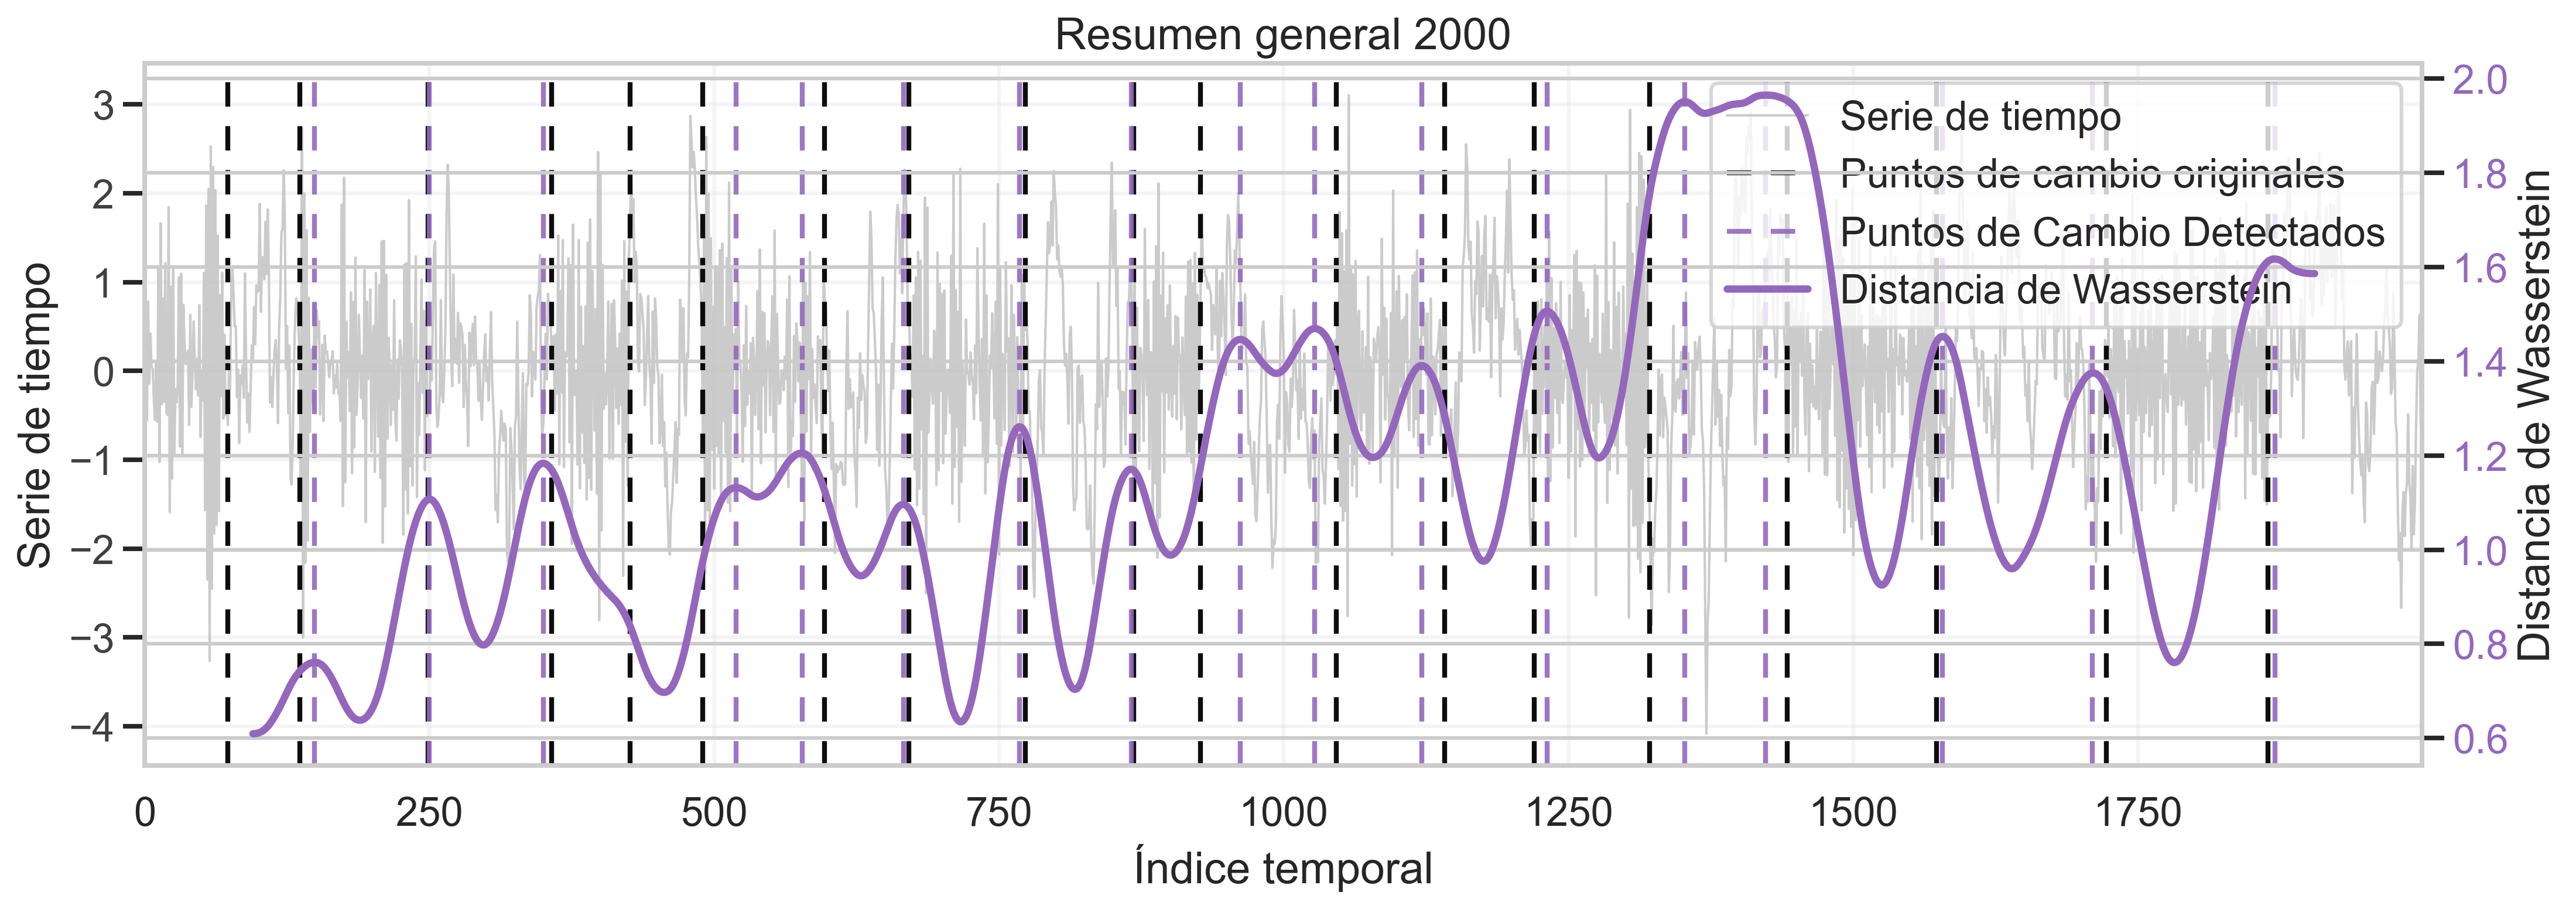 Resumen general 2000
Serie de tiempo
3
2
1
0
−1
−2
−3
−4
Serie de tiempo
Puntos de cambio originales
Puntos de Cambio Detectados
Distancia de Wasserstein
2.0
1.8
1.6
1.4
1.2
1.0
0.8
0.6
Distancia de Wasserstein
0 250 500 750 1000 1250 1500 1750
Índice temporal